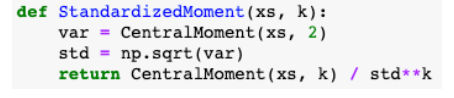 def StandardizedMoment(xs, k):
    var = CentralMoment(xs, 2)
    std = np.sqrt(var)
    return CentralMoment(xs, k) / std**k